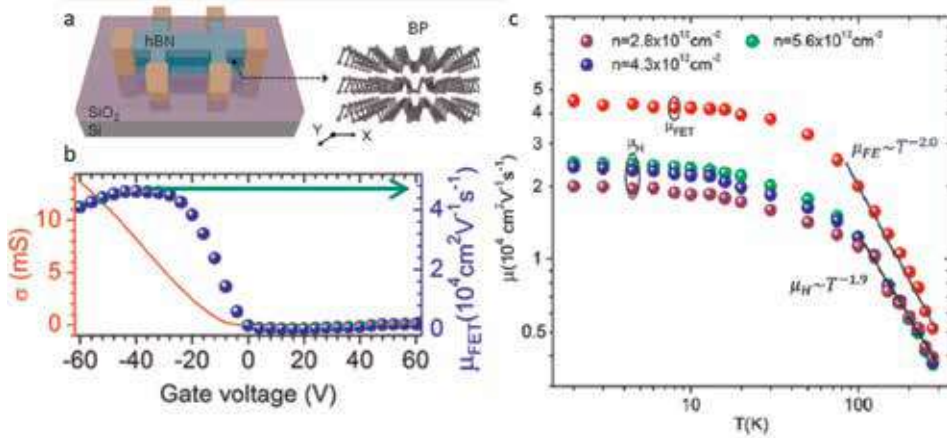 a
hBN
SiO₂
Si
BP
Y
X
b
σ (mS)
10
5
0
4
2
0
μFET(10⁴cm²V⁻¹s⁻¹)
-60 -40 -20 0 20 40 60
Gate voltage (V)
c
n=2.8x10¹²cm⁻²
n=5.6x10¹²cm⁻²
n=4.3x10¹²cm⁻²
5
4
3
2
1
0.5
μ(10⁴ cm²V⁻¹s⁻¹)
μFET
μH
μFE~T⁻²·⁰
μH~T⁻¹·⁹
10
100
T(K)